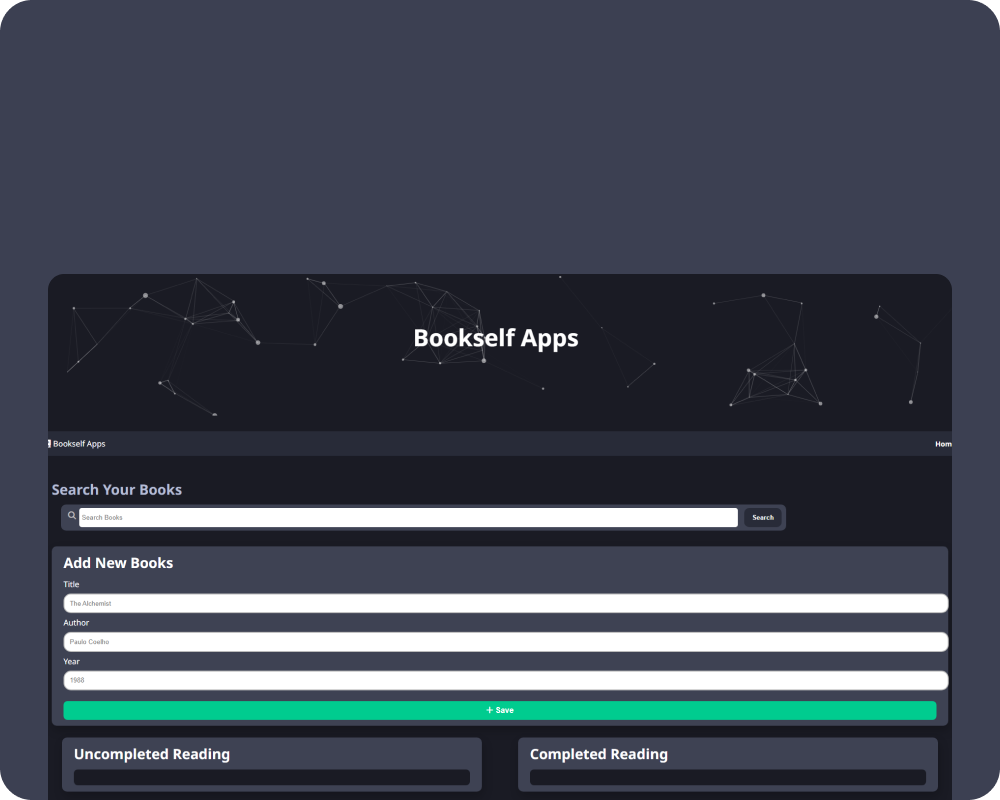 Bookself Apps
Bookself Apps
Hom
Search Your Books
Search Books
Search
Add New Books
Title
The Alchemist
Author
Paulo Coelho
Year
1988
+ Save
Uncompleted Reading
Completed Reading